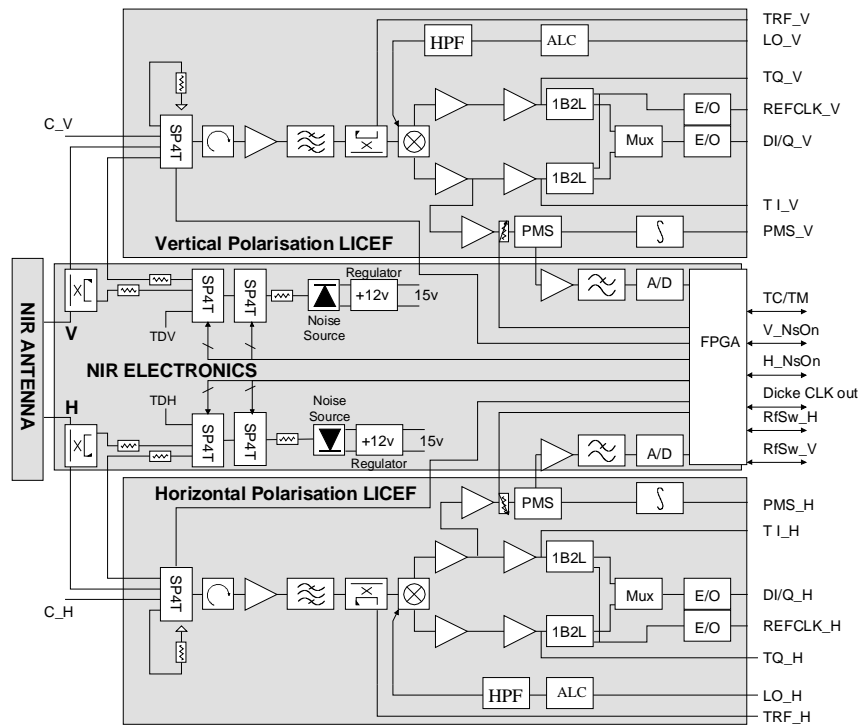 TRF_V
HPF
ALC
LO_V
TQ_V
1B2L
E/O
REFCLK_V
C_V
SP4T
Mux
E/O
DI/Q_V
1B2L
T I_V
PMS
PMS_V
Vertical Polarisation LICEF
NIR ANTENNA
V
SP4T
SP4T
Regulator
+12v
15v
Noise
Source
TDV
A/D
FPGA
TC/TM
V_NsOn
NIR ELECTRONICS
H_NsOn
H
TDH
SP4T
SP4T
Noise
Source
+12v
15v
Regulator
A/D
Dicke CLK out
RfSw_H
RfSw_V
Horizontal Polarisation LICEF
PMS
PMS_H
T I_H
SP4T
1B2L
Mux
E/O
DI/Q_H
C_H
1B2L
E/O
REFCLK_H
TQ_H
HPF
ALC
LO_H
TRF_H